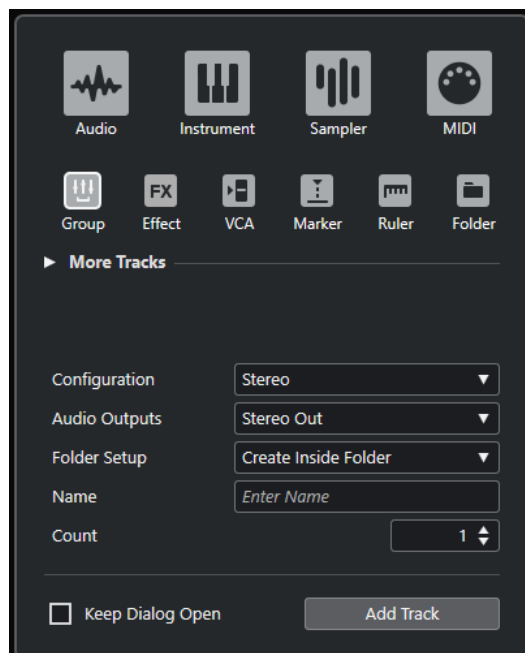 Audio Instrument Sampler MIDI
FX
Group Effect VCA Marker Ruler Folder
More Tracks
Configuration Stereo
Audio Outputs Stereo Out
Folder Setup Create Inside Folder
Name Enter Name
Count 1
Keep Dialog Open Add Track